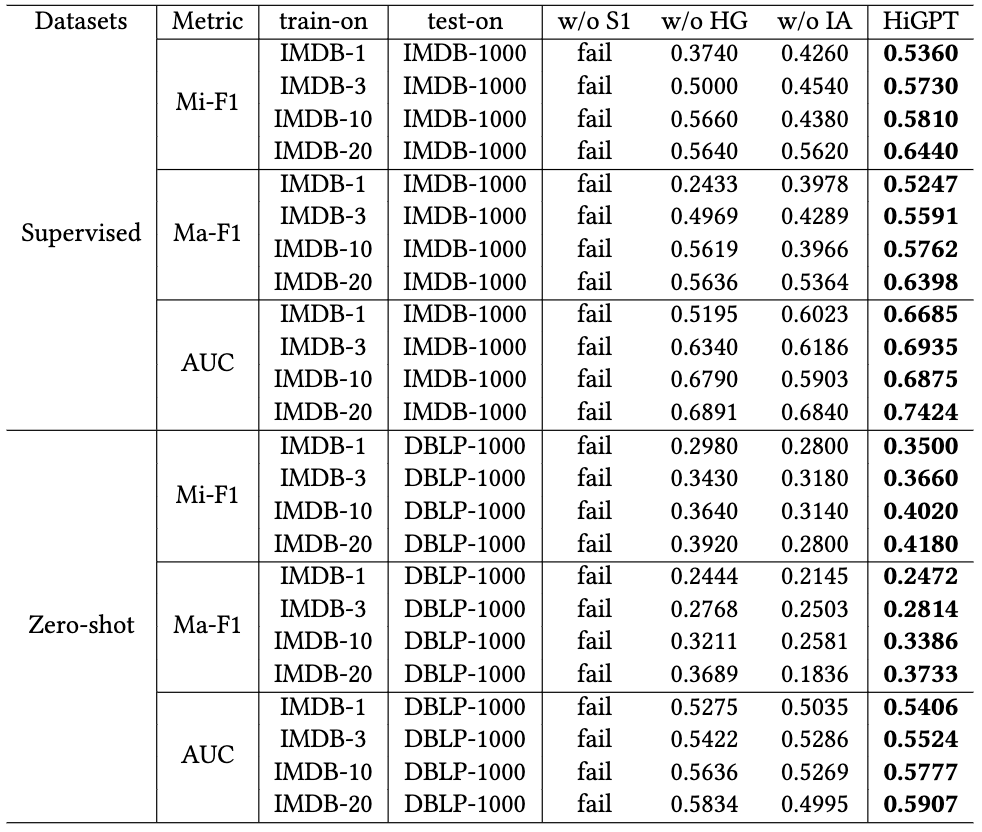 Datasets Metric train-on test-on w/o S1 w/o HG w/o IA HiGPT
Supervised
Mi-F1
IMDB-1 IMDB-1000 fail 0.3740 0.4260 0.5360
IMDB-3 IMDB-1000 fail 0.5000 0.4540 0.5730
IMDB-10 IMDB-1000 fail 0.5660 0.4380 0.5810
IMDB-20 IMDB-1000 fail 0.5640 0.5620 0.6440
Ma-F1
IMDB-1 IMDB-1000 fail 0.2433 0.3978 0.5247
IMDB-3 IMDB-1000 fail 0.4969 0.4289 0.5591
IMDB-10 IMDB-1000 fail 0.5619 0.3966 0.5762
IMDB-20 IMDB-1000 fail 0.5636 0.5364 0.6398
AUC
IMDB-1 IMDB-1000 fail 0.5195 0.6023 0.6685
IMDB-3 IMDB-1000 fail 0.6340 0.6186 0.6935
IMDB-10 IMDB-1000 fail 0.6790 0.5903 0.6875
IMDB-20 IMDB-1000 fail 0.6891 0.6840 0.7424
Zero-shot
Mi-F1
IMDB-1 DBLP-1000 fail 0.2980 0.2800 0.3500
IMDB-3 DBLP-1000 fail 0.3430 0.3180 0.3660
IMDB-10 DBLP-1000 fail 0.3640 0.3140 0.4020
IMDB-20 DBLP-1000 fail 0.3920 0.2800 0.4180
Ma-F1
IMDB-1 DBLP-1000 fail 0.2444 0.2145 0.2472
IMDB-3 DBLP-1000 fail 0.2768 0.2503 0.2814
IMDB-10 DBLP-1000 fail 0.3211 0.2581 0.3386
IMDB-20 DBLP-1000 fail 0.3689 0.1836 0.3733
AUC
IMDB-1 DBLP-1000 fail 0.5275 0.5035 0.5406
IMDB-3 DBLP-1000 fail 0.5422 0.5286 0.5524
IMDB-10 DBLP-1000 fail 0.5636 0.5269 0.5777
IMDB-20 DBLP-1000 fail 0.5834 0.4995 0.5907